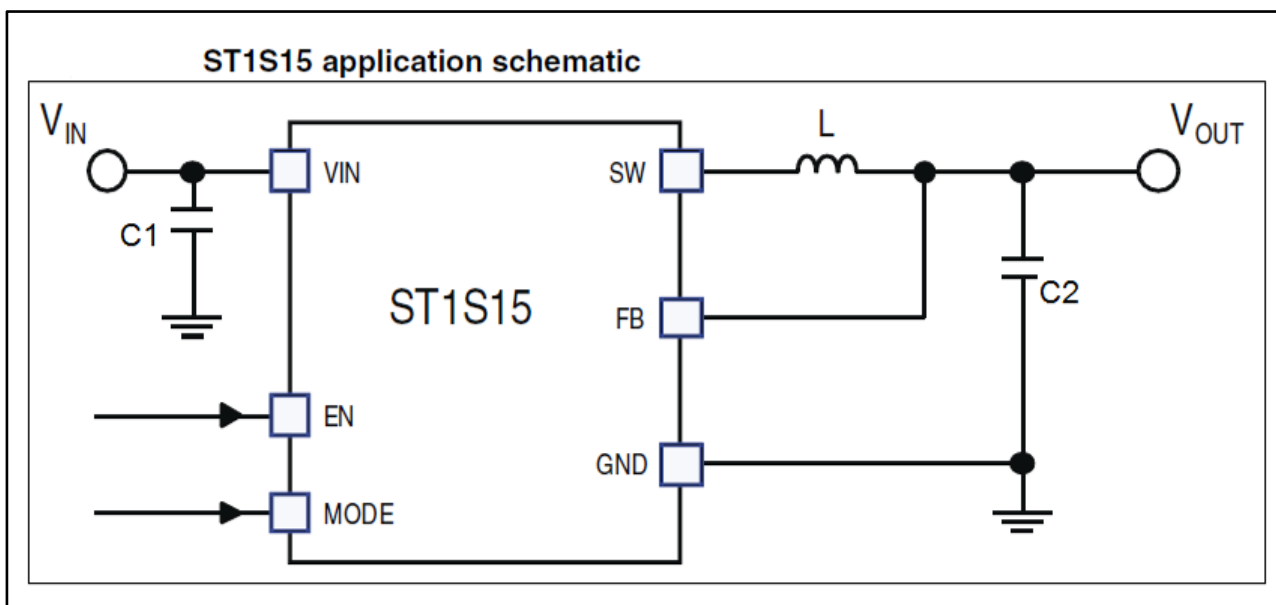 ST1S15 application schematic
VIN
VIN
SW
L
VOUT
C1
ST1S15
FB
C2
EN
GND
MODE